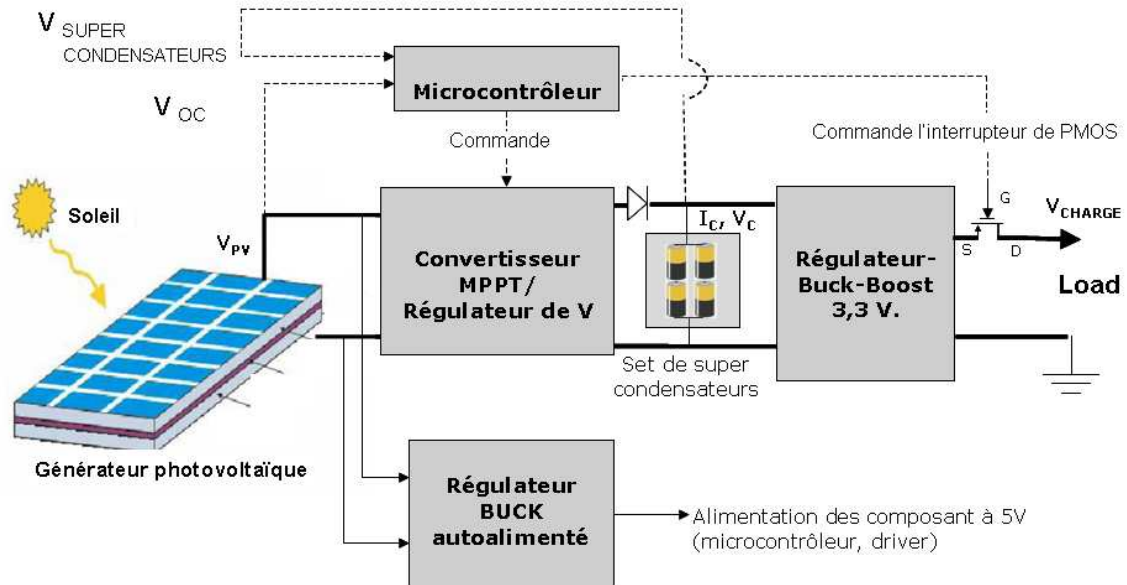 V SUPER
CONDENSATEURS
V OC
Microcontrôleur
Commande
Commande l'interrupteur de PMOS
Soleil
V PV
Convertisseur
MPPT/
Régulateur de V
I C, V C
Set de super
condensateurs
Régulateur-
Buck-Boost
3,3 V.
G
S
D
V CHARGE
Load
Générateur photovoltaïque
Régulateur
BUCK
autoalimenté
Alimentation des composant à 5V
(microcontrôleur, driver)